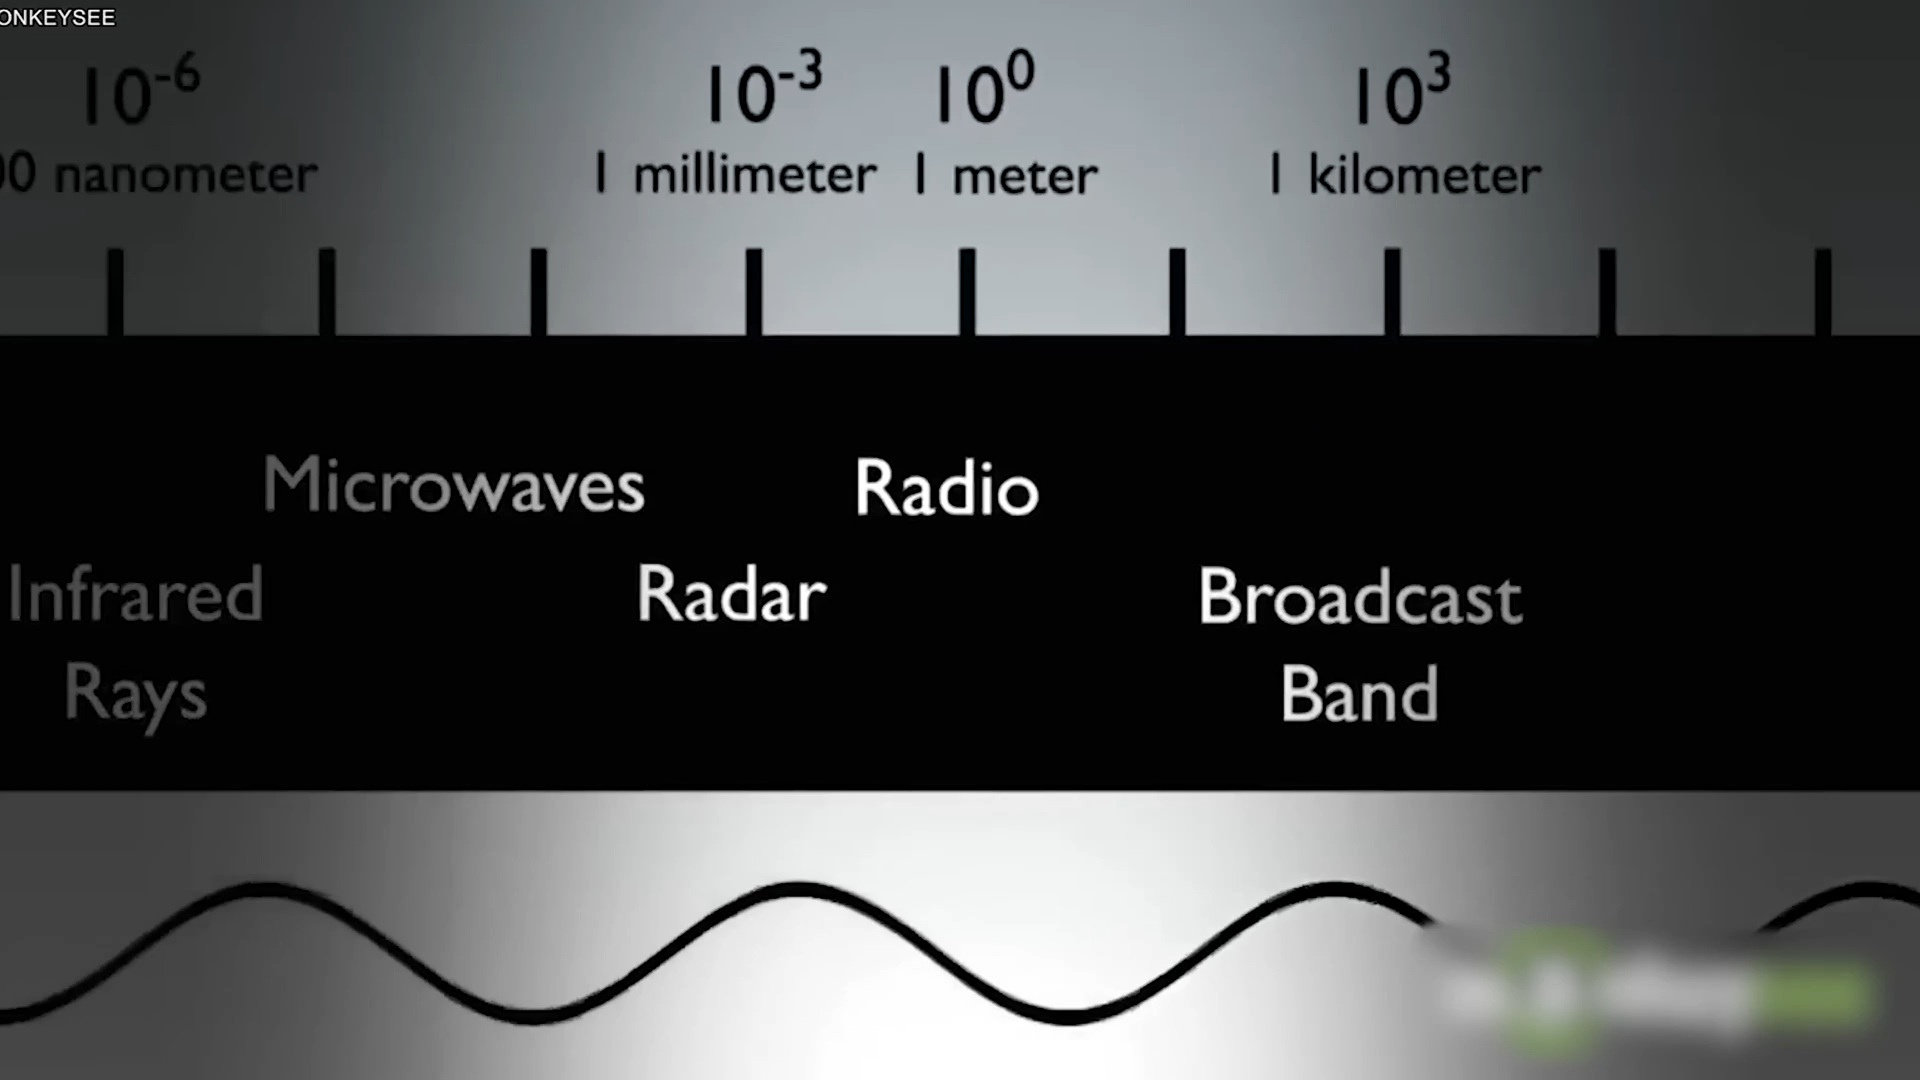 ONKEYSEE
10⁻⁶ 10⁻³ 10⁰ 10³
00 nanometer 1 millimeter 1 meter 1 kilometer
Microwaves Radio
Infrared Rays
Radar
Broadcast Band